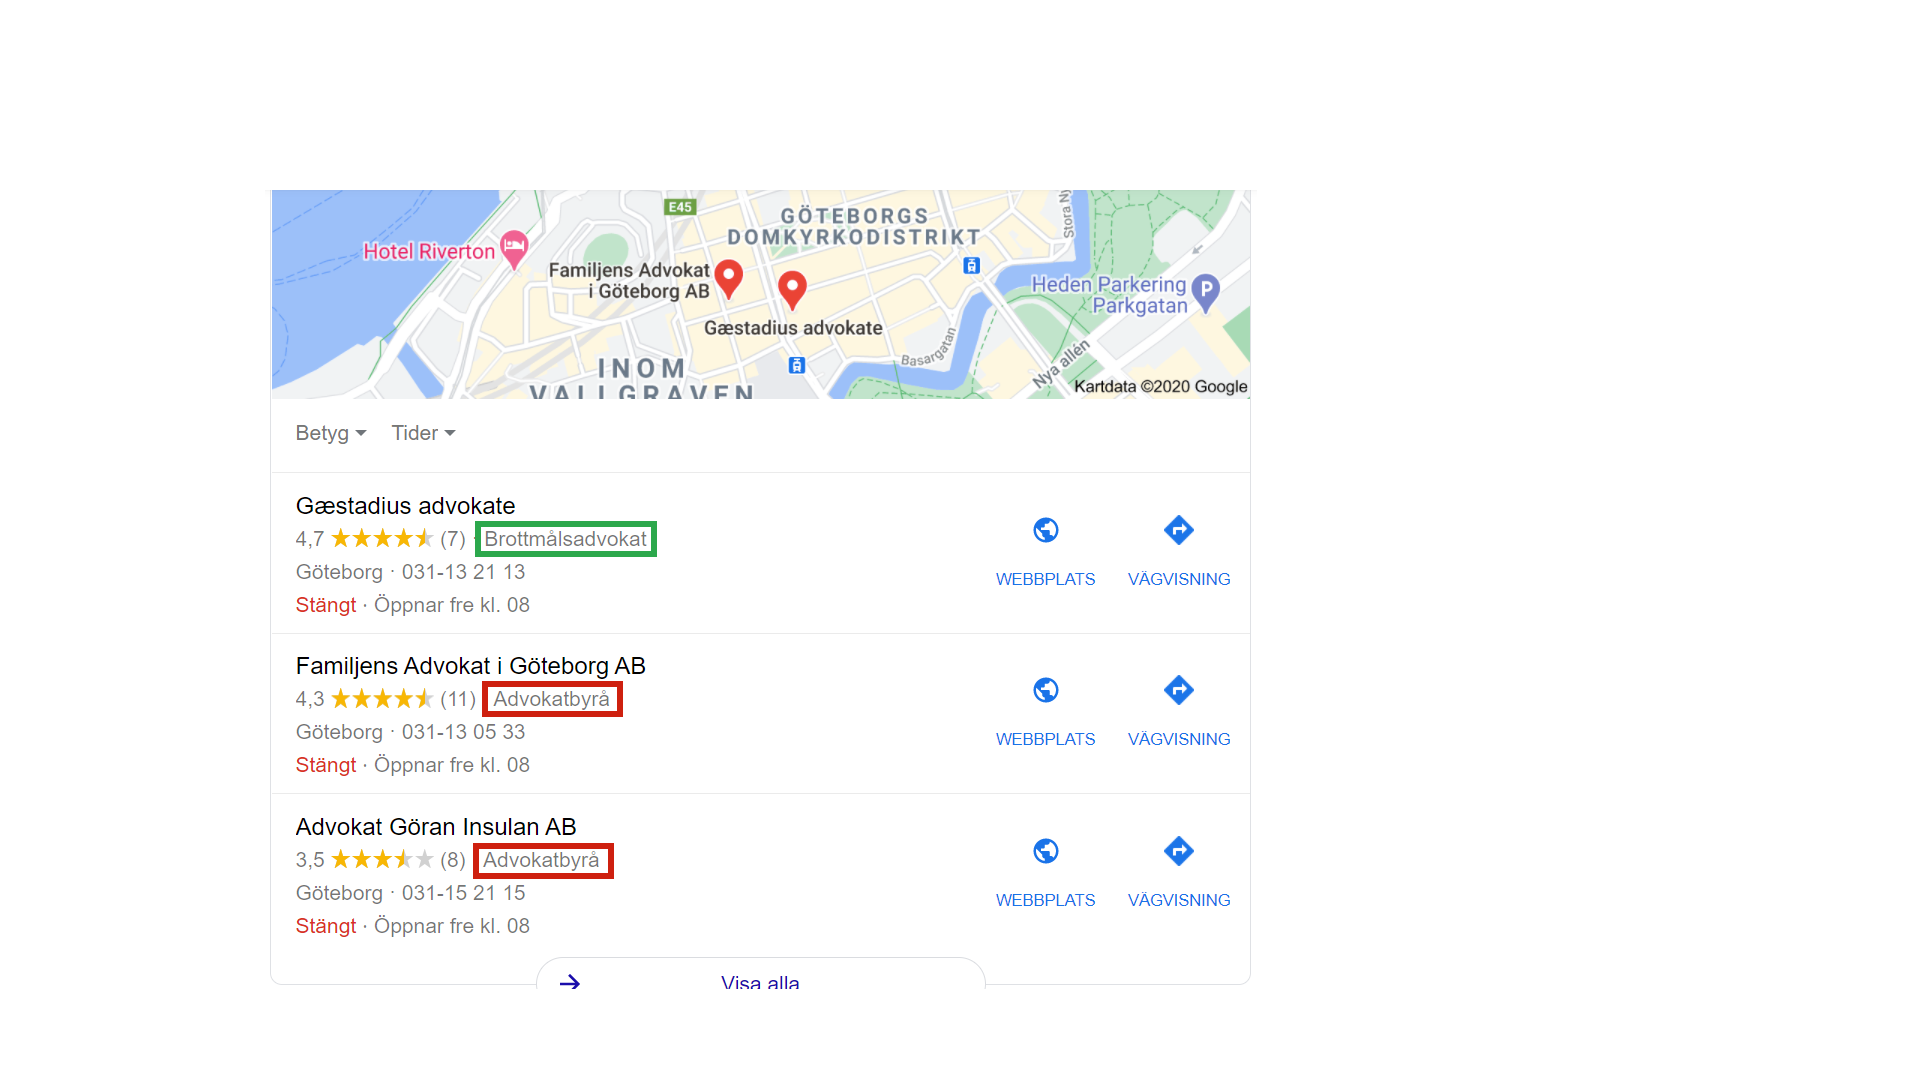 E45
GÖTEBORGS
DOMKYRKODISTRIKT
Stora Ny
Hotel Riverton
Familjens Advokat
i Göteborg AB
Heden Parkering
Parkgatan
P
Gæstadius advokate
Basargatan
Nya allén
INOM
VALLGRAVEN
Kartdata ©2020 Google
Betyg Tider
Gæstadius advokate
4,7 (7) · Brottmålsadvokat
Göteborg · 031-13 21 13
Stängt · Öppnar fre kl. 08
WEBBPLATS VÄGVISNING
Familjens Advokat i Göteborg AB
4,3 (11) Advokatbyrå
Göteborg · 031-13 05 33
Stängt · Öppnar fre kl. 08
WEBBPLATS VÄGVISNING
Advokat Göran Insulan AB
3,5 (8) Advokatbyrå
Göteborg · 031-15 21 15
Stängt · Öppnar fre kl. 08
WEBBPLATS VÄGVISNING
Visa alla